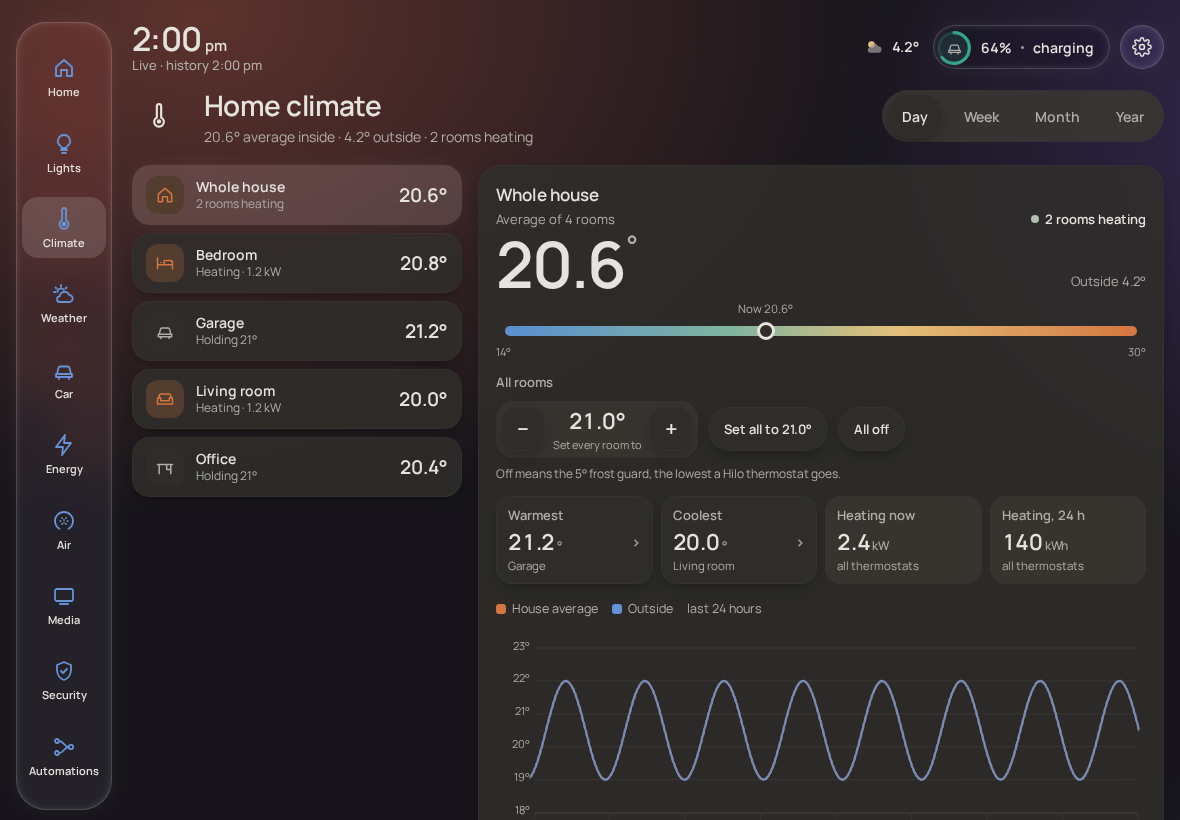 2:00 pm
Live · history 2:00 pm
4.2°
64% · charging
Home
Lights
Climate
Weather
Car
Energy
Air
Media
Security
Automations
Home climate
20.6° average inside · 4.2° outside · 2 rooms heating
Day Week Month Year
Whole house
2 rooms heating
20.6°
Bedroom
Heating · 1.2 kW
20.8°
Garage
Holding 21°
21.2°
Living room
Heating · 1.2 kW
20.0°
Office
Holding 21°
20.4°
Whole house
Average of 4 rooms
2 rooms heating
20.6°
Outside 4.2°
Now 20.6°
14° 30°
All rooms
− 21.0° +
Set every room to
Set all to 21.0°
All off
Off means the 5° frost guard, the lowest a Hilo thermostat goes.
Warmest
21.2°
Garage
Coolest
20.0°
Living room
Heating now
2.4 kW
all thermostats
Heating, 24 h
140 kWh
all thermostats
House average Outside last 24 hours
23°
22°
21°
20°
19°
18°